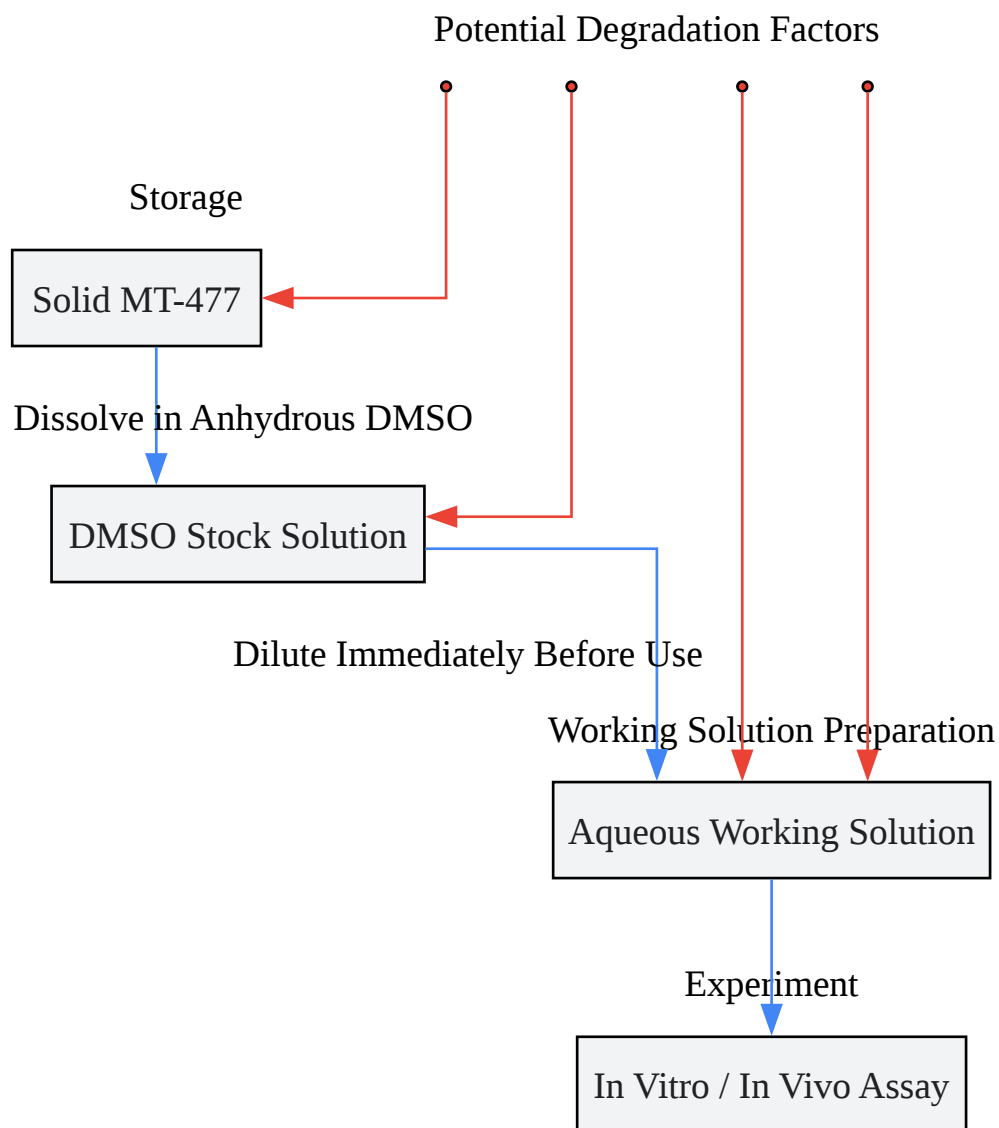 Potential Degradation Factors
Storage
Solid MT-477
Dissolve in Anhydrous DMSO
DMSO Stock Solution
Dilute Immediately Before Use
Working Solution Preparation
Aqueous Working Solution
Experiment
In Vitro / In Vivo Assay